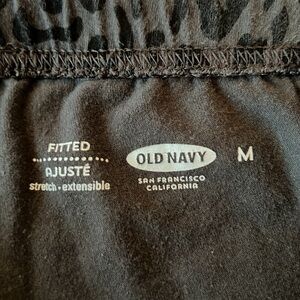 FITTED
AJUSTÉ
stretch • extensible
OLD NAVY
SAN FRANCISCO
CALIFORNIA
M